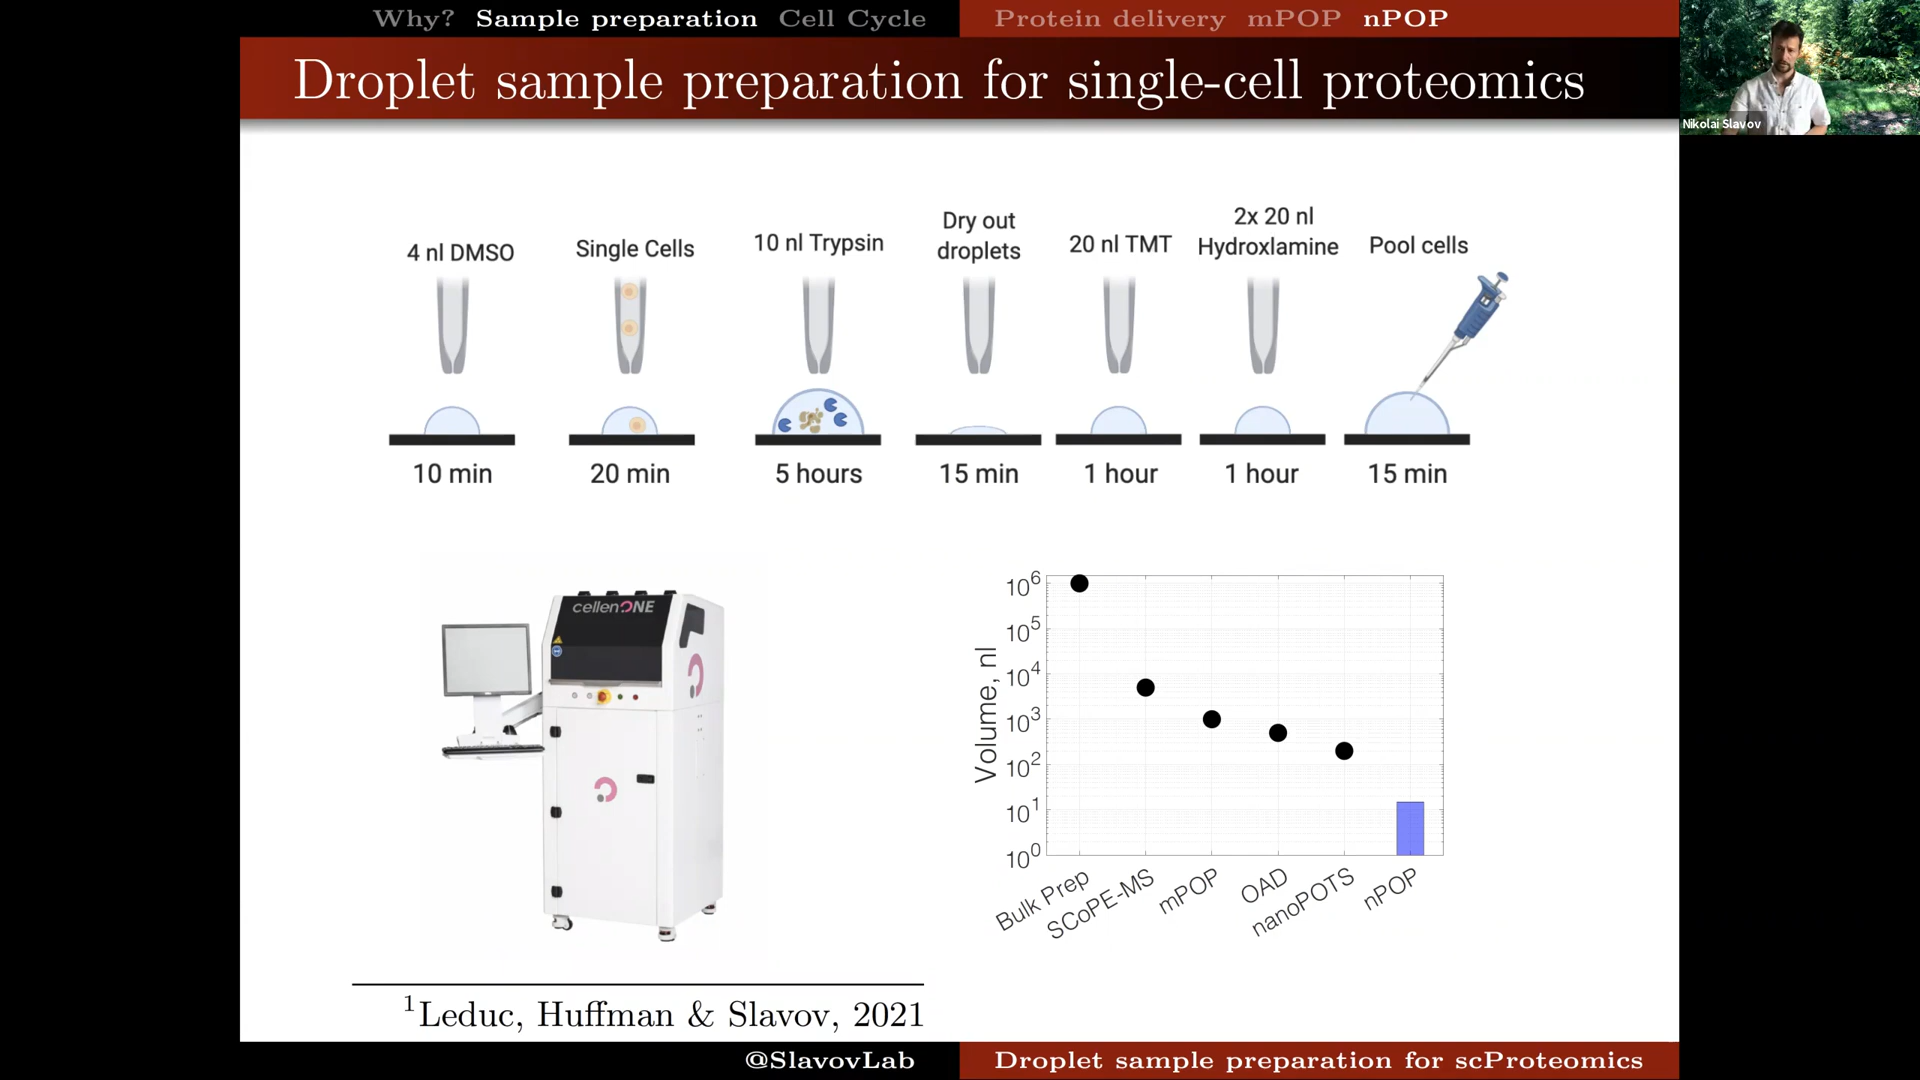 Why? Sample preparation Cell Cycle Protein delivery mPOP nPOP
Droplet sample preparation for single-cell proteomics
Nikolai Slavov
4 nl DMSO
Single Cells
10 nl Trypsin
Dry out
droplets
20 nl TMT
2x 20 nl
Hydroxlamine
Pool cells
10 min
20 min
5 hours
15 min
1 hour
1 hour
15 min
cellenONE
Volume, nl
10^6
10^5
10^4
10^3
10^2
10^1
10^0
Bulk Prep
SCoPE-MS
mPOP
OAD
nanoPOTS
nPOP
1Leduc, Huffman & Slavov, 2021
@SlavovLab Droplet sample preparation for scProteomics